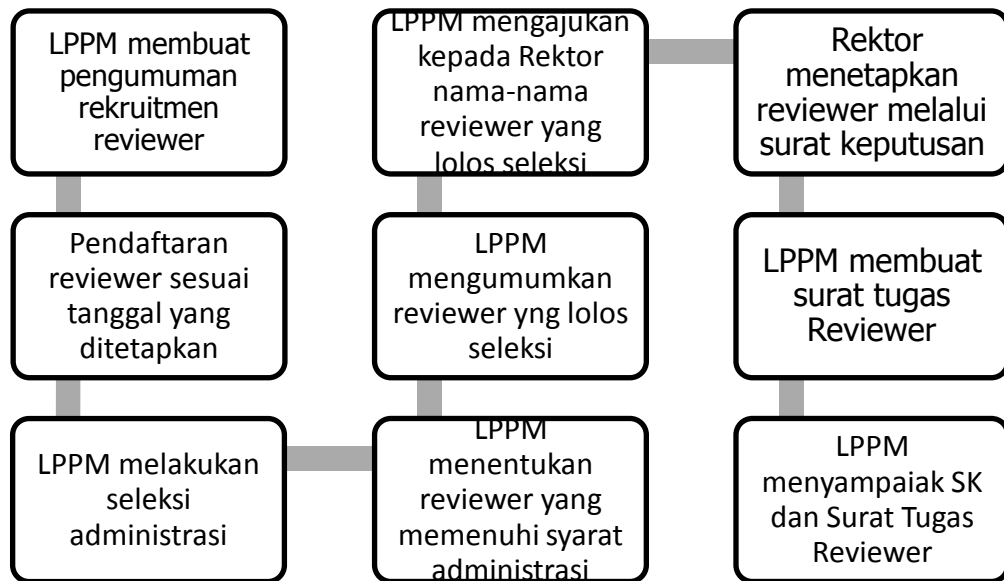 LPPM membuat
pengumuman
rekruitmen
reviewer
Pendaftaran
reviewer sesuai
tanggal yang
ditetapkan
LPPM melakukan
seleksi
administrasi
LPPM
menentukan
reviewer yang
memenuhi syarat
administrasi
LPPM
mengumumkan
reviewer yng lolos
seleksi
LPPM mengajukan
kepada Rektor
nama-nama
reviewer yang
lolos seleksi
Rektor
menetapkan
reviewer melalui
surat keputusan
LPPM membuat
surat tugas
Reviewer
LPPM
menyampaiak SK
dan Surat Tugas
Reviewer